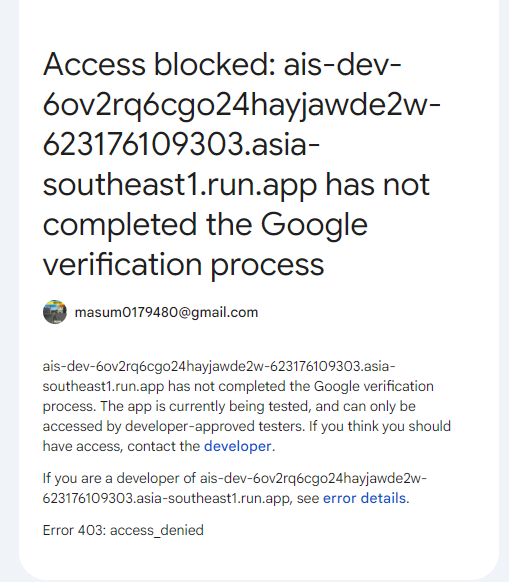 Access blocked: ais-dev-
6ov2rq6cgo24hayjawde2w-
623176109303.asia-
southeast1.run.app has not
completed the Google
verification process
masum0179480@gmail.com
ais-dev-6ov2rq6cgo24hayjawde2w-623176109303.asia-
southeast1.run.app has not completed the Google verification
process. The app is currently being tested, and can only be
accessed by developer-approved testers. If you think you should
have access, contact the developer.
If you are a developer of ais-dev-6ov2rq6cgo24hayjawde2w-
623176109303.asia-southeast1.run.app, see error details.
Error 403: access_denied